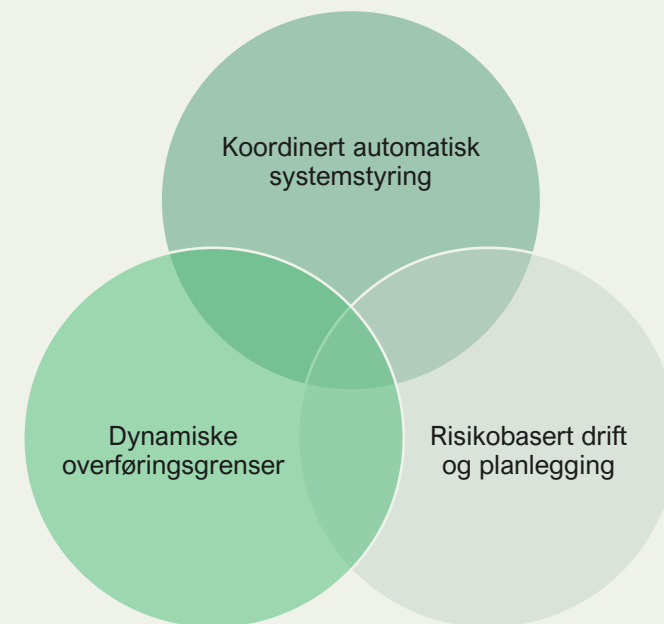 Koordinert automatisk
systemstyring
Dynamiske
overføringsgrenser
Risikobasert drift
og planlegging